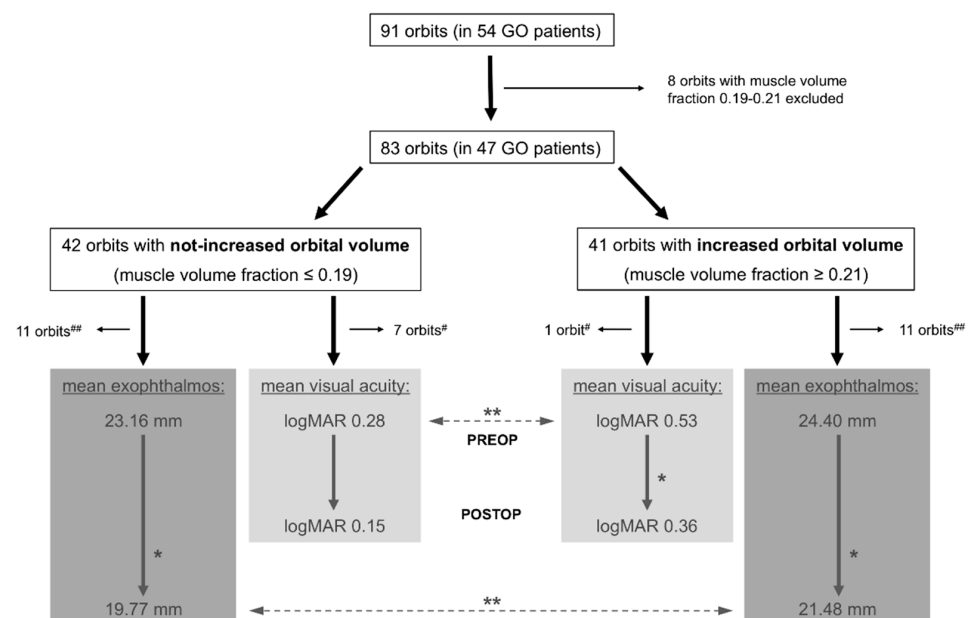 91 orbits (in 54 GO patients)
8 orbits with muscle volume
fraction 0.19-0.21 excluded
83 orbits (in 47 GO patients)
42 orbits with not-increased orbital volume
(muscle volume fraction ≤ 0.19)
41 orbits with increased orbital volume
(muscle volume fraction ≥ 0.21)
11 orbits##
7 orbits#
1 orbit#
11 orbits##
mean exophthalmos:
mean visual acuity:
mean visual acuity:
mean exophthalmos:
23.16 mm
logMAR 0.28
**
logMAR 0.53
24.40 mm
PREOP
*
POSTOP
logMAR 0.15
logMAR 0.36
*
*
19.77 mm
**
21.48 mm